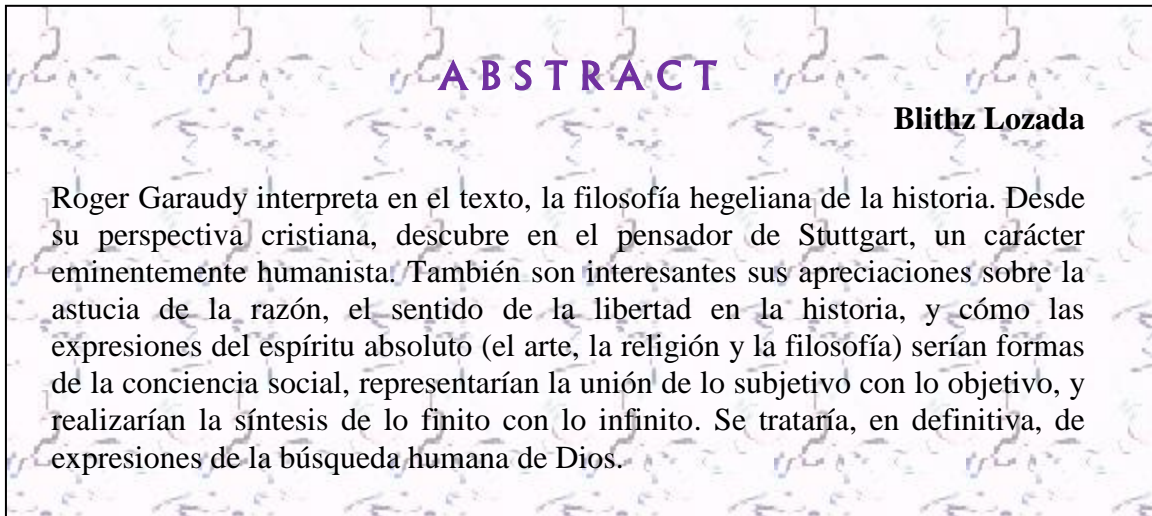 ABSTRACT
Blithz Lozada
Roger Garaudy interpreta en el texto, la filosofía hegeliana de la historia. Desde
su perspectiva cristiana, descubre en el pensador de Stuttgart, un carácter
eminentemente humanista. También son interesantes sus apreciaciones sobre la
astucia de la razón, el sentido de la libertad en la historia, y cómo las
expresiones del espíritu absoluto (el arte, la religión y la filosofía) serían formas
de la conciencia social, representarían la unión de lo subjetivo con lo objetivo, y
realizarían la síntesis de lo finito con lo infinito. Se trataría, en definitiva, de
expresiones de la búsqueda humana de Dios.